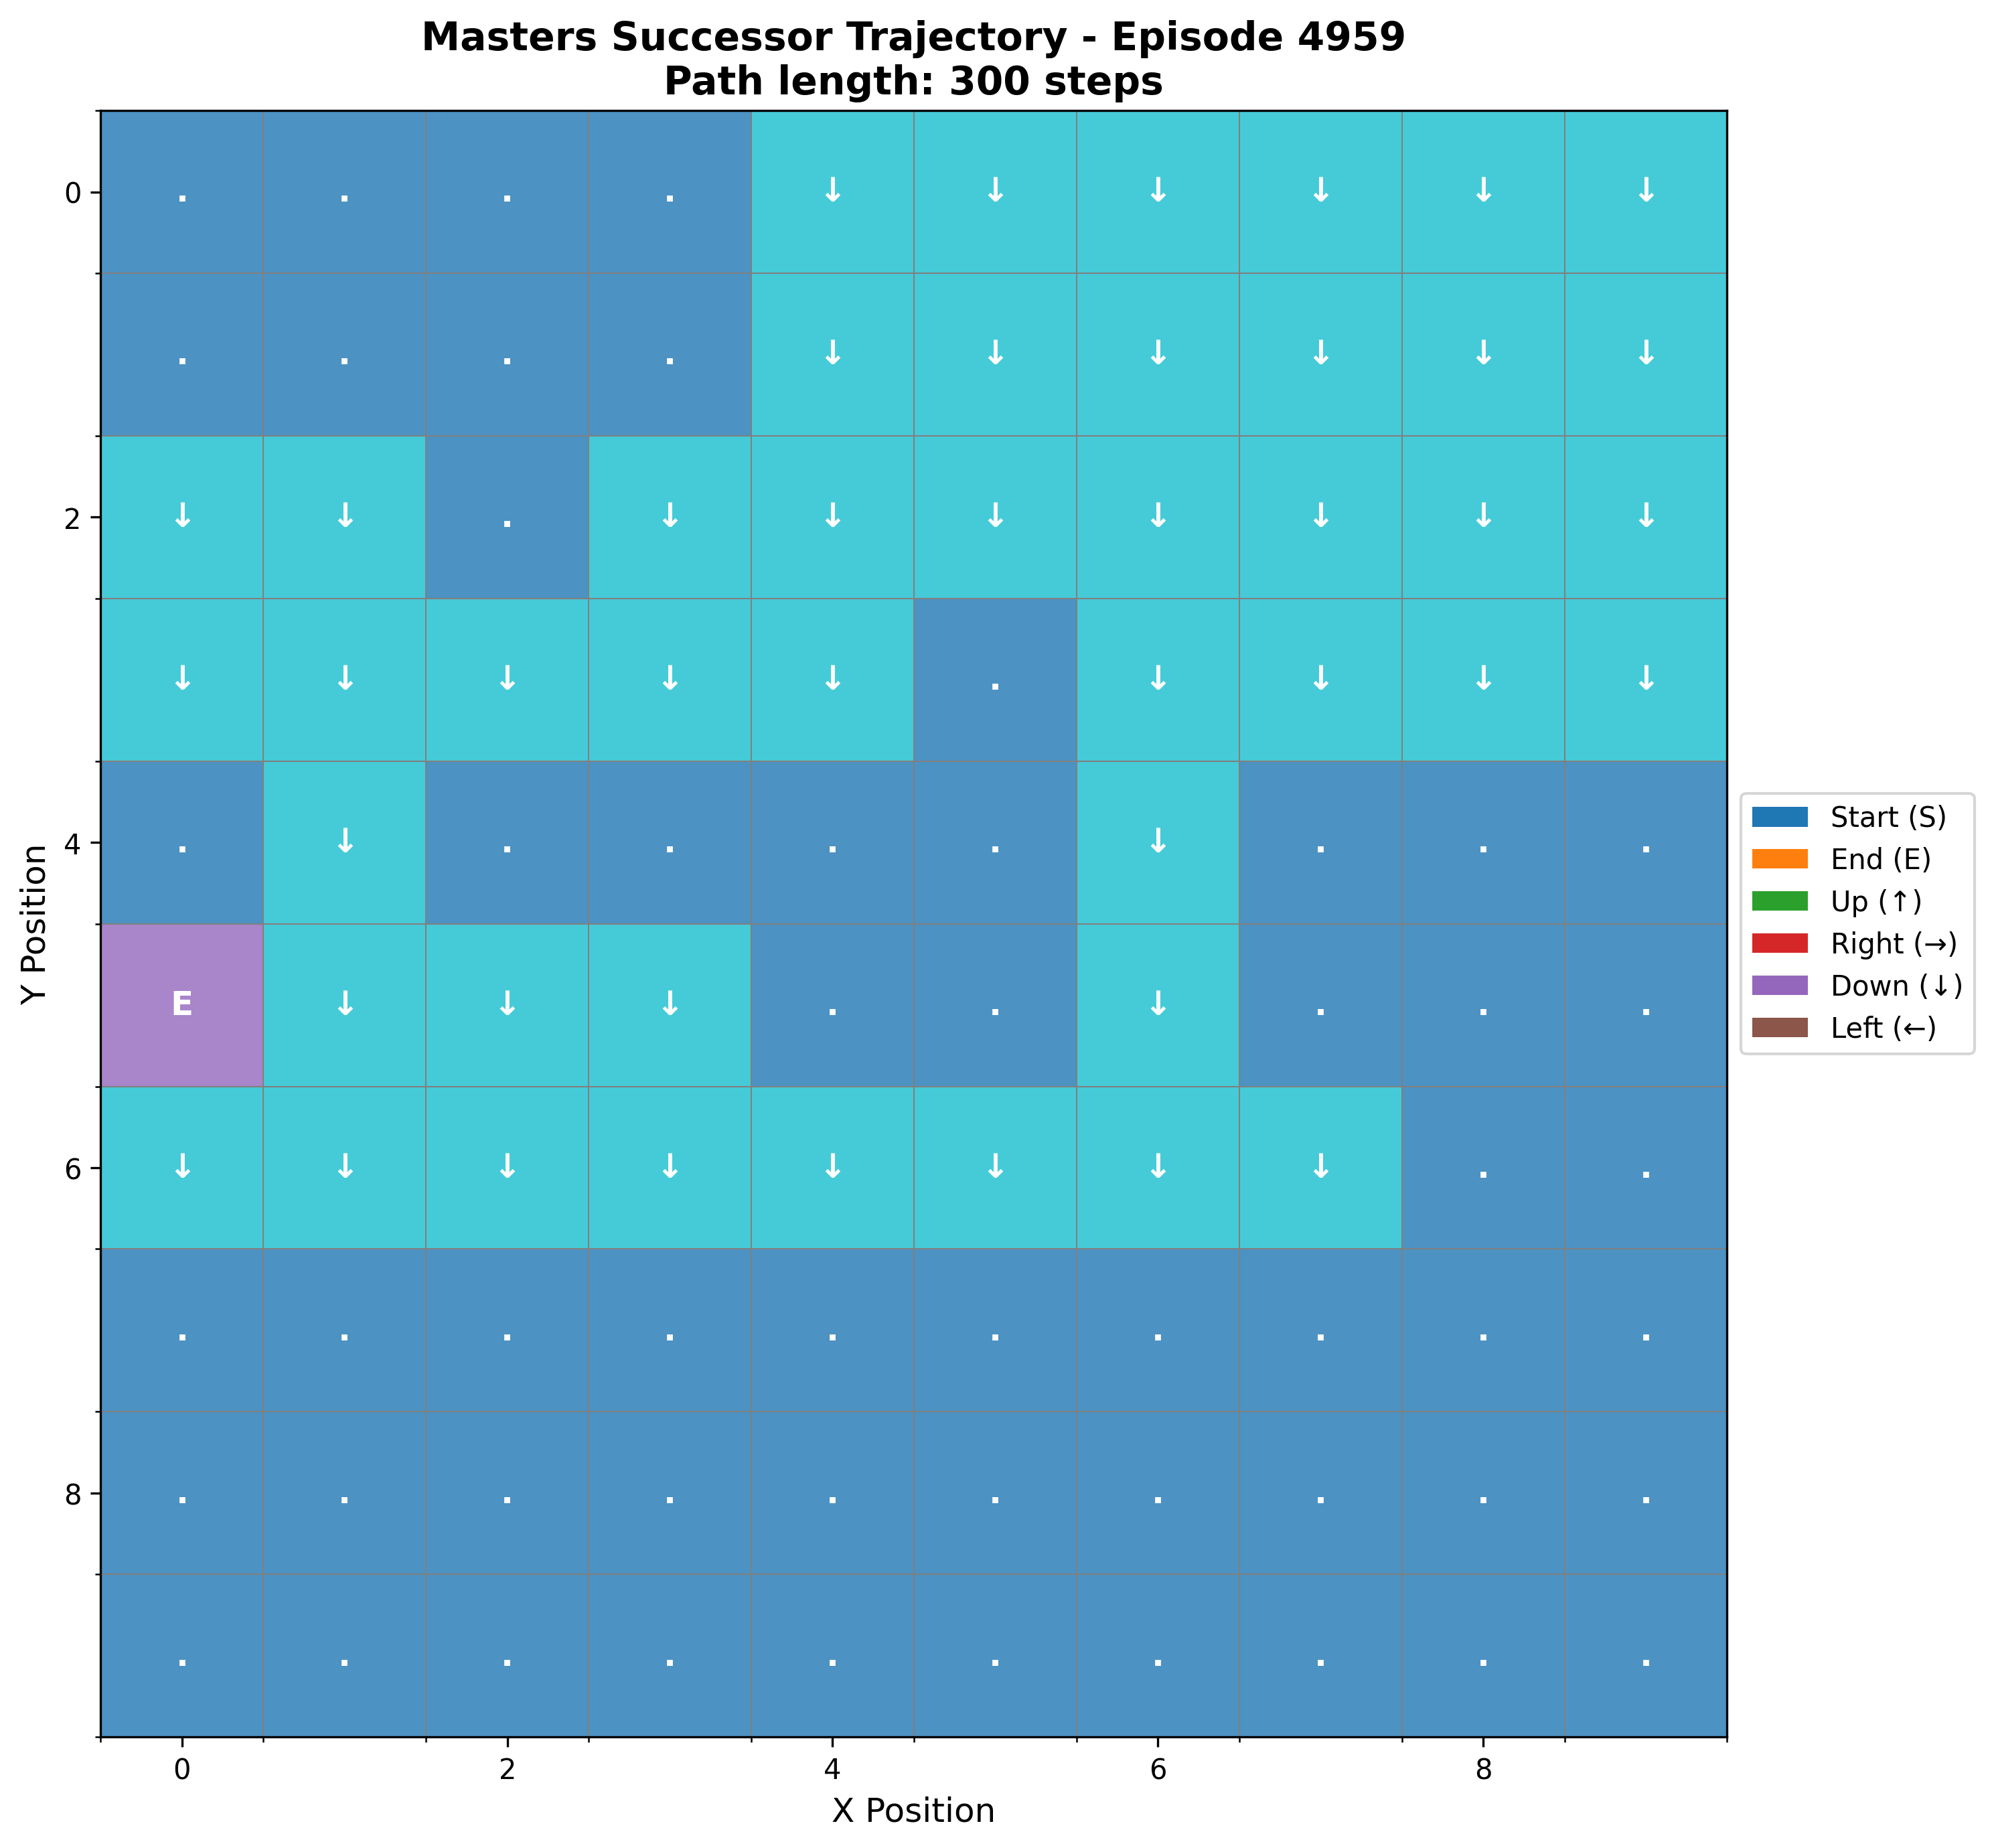 Masters Successor Trajectory - Episode 4959
Path length: 300 steps
0 . . . . ↓ ↓ ↓ ↓ ↓ ↓
. . . . ↓ ↓ ↓ ↓ ↓ ↓
2 ↓ ↓ . ↓ ↓ ↓ ↓ ↓ ↓ ↓
↓ ↓ ↓ ↓ ↓ . ↓ ↓ ↓ ↓
4 . ↓ . . . . ↓ . . .
E ↓ ↓ ↓ . . ↓ . . .
6 ↓ ↓ ↓ ↓ ↓ ↓ ↓ ↓ . .
. . . . . . . . . .
8 . . . . . . . . . .
. . . . . . . . . .
0 2 4 6 8
X Position
Y Position
Start (S)
End (E)
Up (↑)
Right (→)
Down (↓)
Left (←)